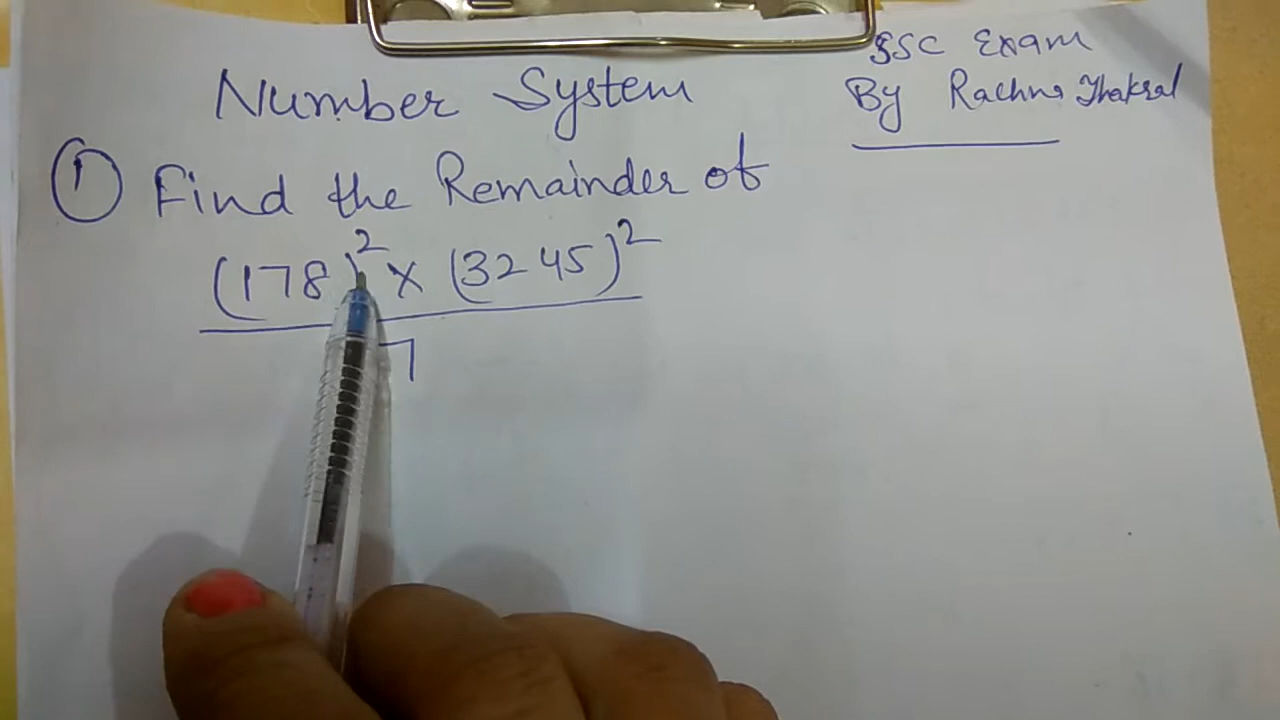 SSC Exam
Number System
By Rachna Thakral
① Find the Remainder of
(178)² × (3245)²
7